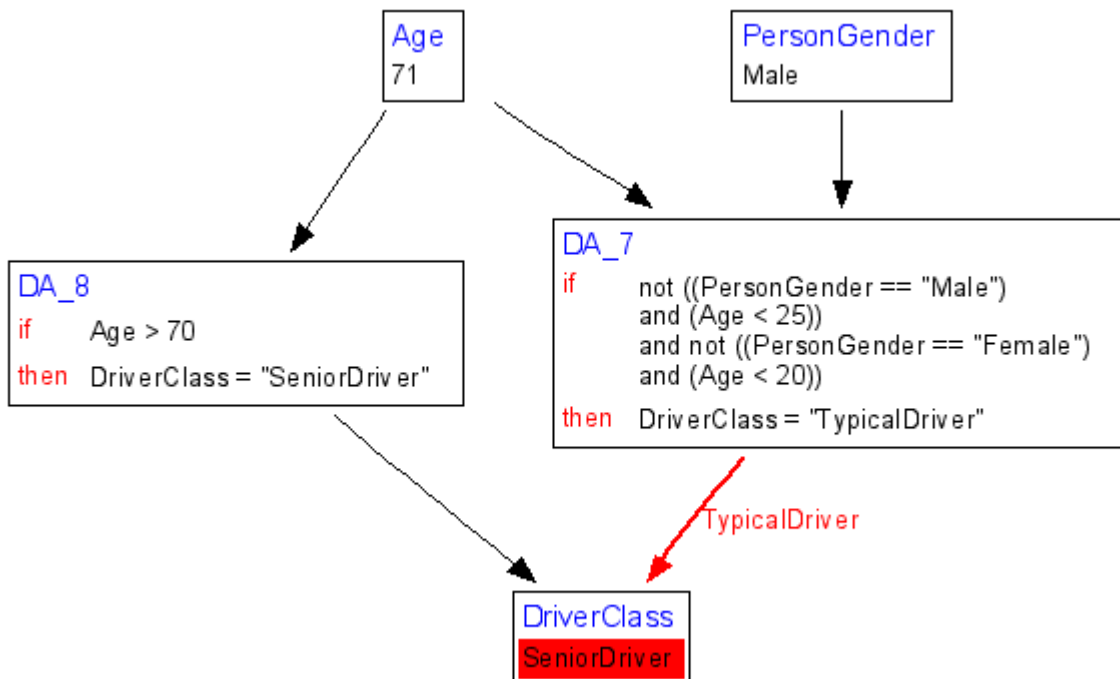 Age
71
PersonGender
Male
DA_8
if Age > 70
then DriverClass = "SeniorDriver"
DA_7
if not ((PersonGender == "Male")
and (Age < 25))
and not ((PersonGender == "Female")
and (Age < 20))
then DriverClass = "TypicalDriver"
TypicalDriver
DriverClass
SeniorDriver